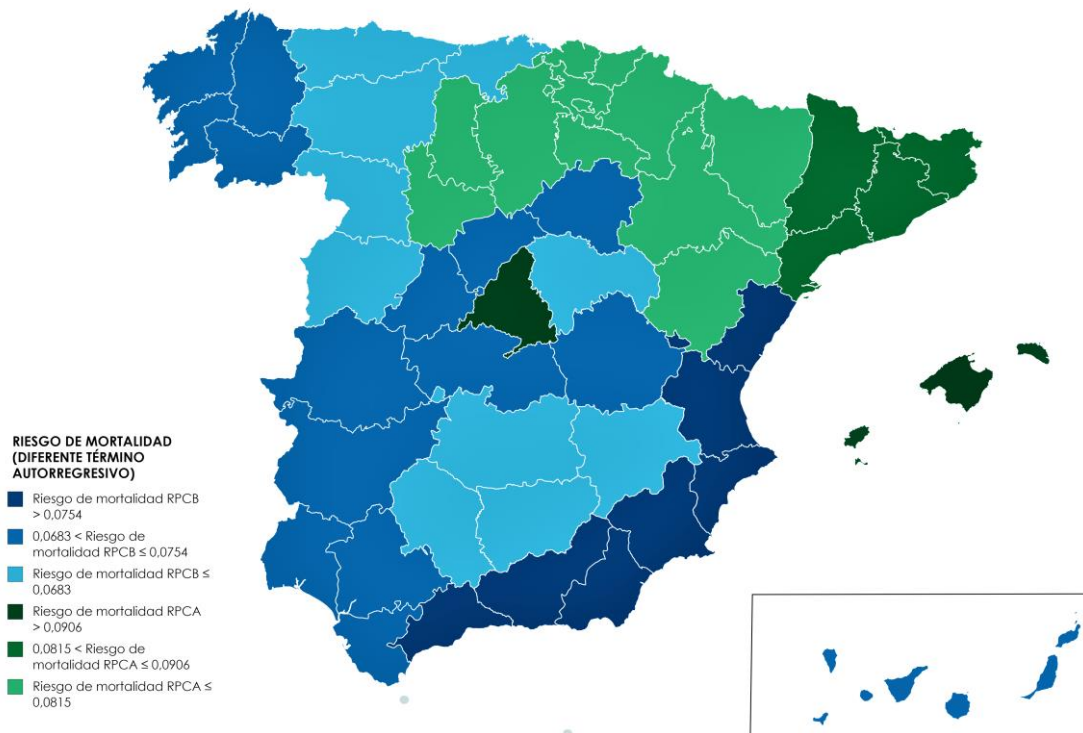 RIESGO DE MORTALIDAD
(DIFERENTE TÉRMINO
AUTORREGRESIVO)
Riesgo de mortalidad RPCB
> 0,0754
0,0683 < Riesgo de
mortalidad RPCB ≤ 0,0754
Riesgo de mortalidad RPCB ≤
0,0683
Riesgo de mortalidad RPCA
> 0,0906
0,0815 < Riesgo de
mortalidad RPCA ≤ 0,0906
Riesgo de mortalidad RPCA ≤
0,0815